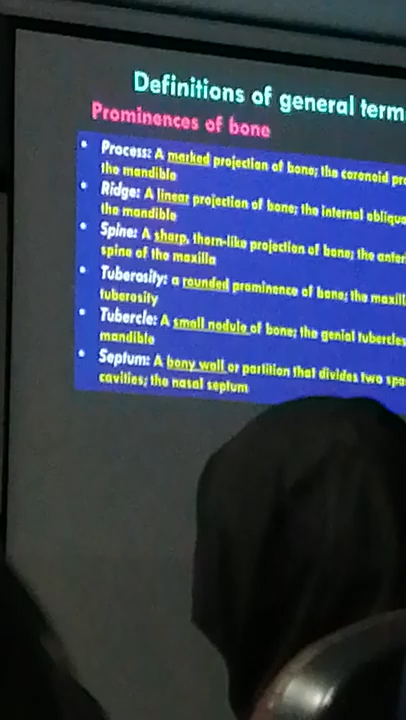 Definitions of general term
Prominences of bone
• Process: A marked projection of bone; the coronoid pro
the mandible
• Ridge: A linear projection of bone; the internal oblique
the mandible
• Spine: A sharp, thorn-like projection of bone; the anter
spine of the maxilla
• Tuberosity: a rounded prominence of bone; the maxill
tuberosity
• Tubercle: A small nodule of bone; the genial tubercles
mandible
• Septum: A bony wall or partition that divides two spa
cavities; the nasal septum